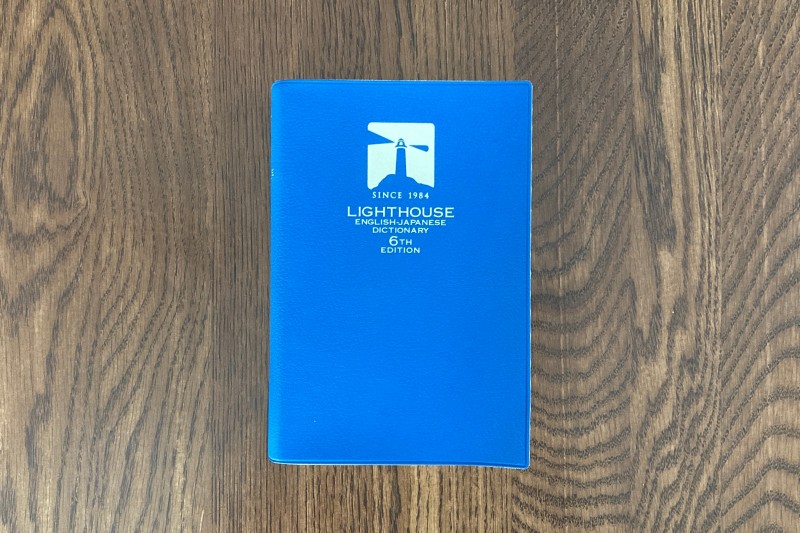 SINCE 1984
LIGHTHOUSE
ENGLISH-JAPANESE
DICTIONARY
6TH
EDITION